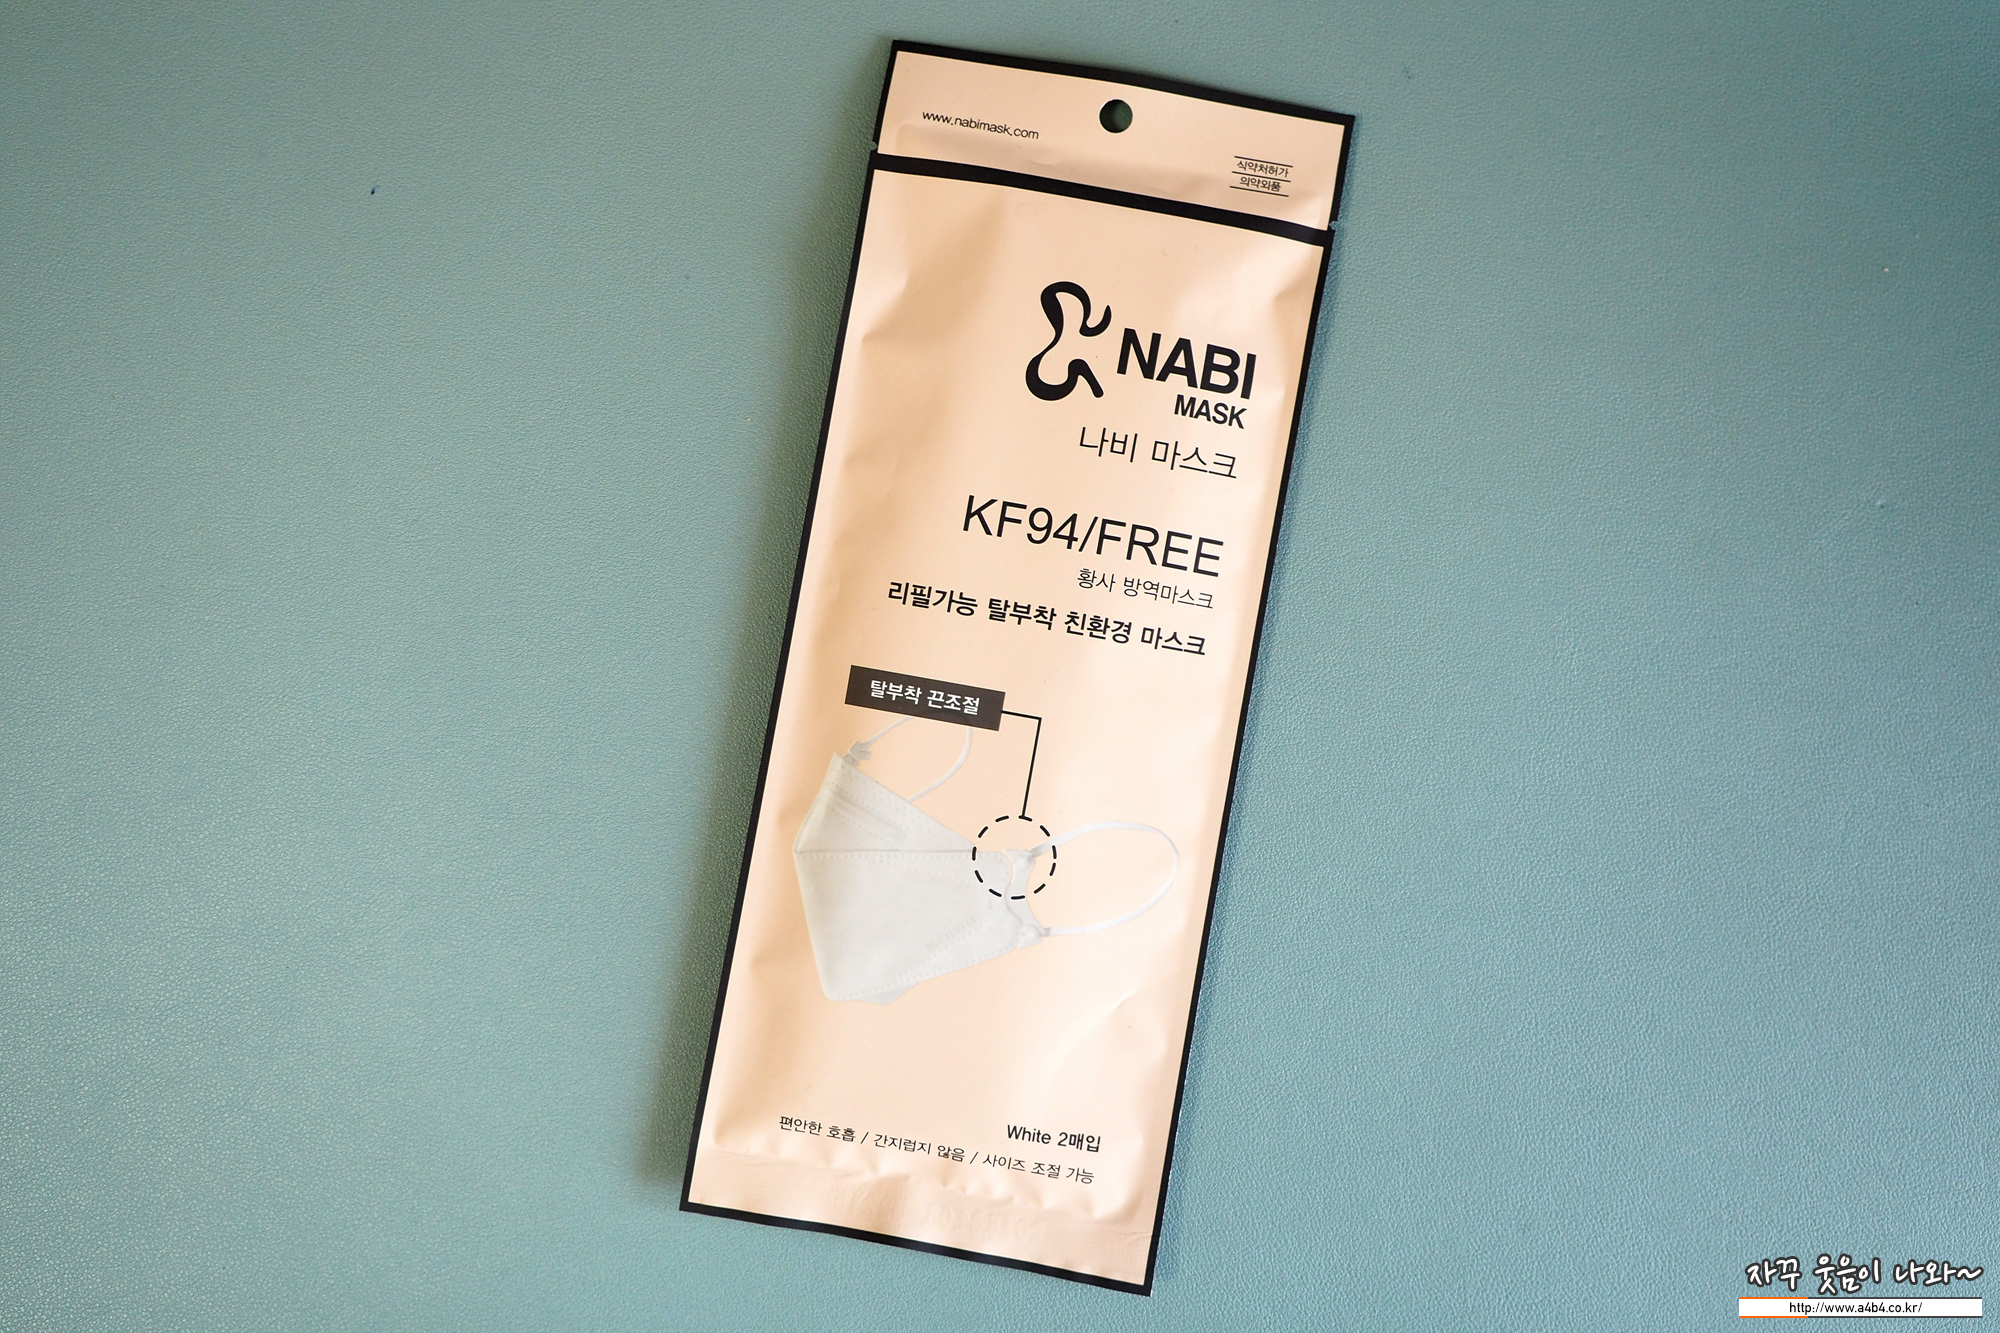 www.nabimask.com
식약처허가
의약외품
NABI
MASK
나비 마스크
KF94/FREE
황사 방역마스크
리필가능 탈부착 친환경 마스크
탈부착 끈조절
White 2매입
편안한 호흡 / 간지럽지 않음 / 사이즈 조절 가능
자꾸 웃음이 나와~
http://www.a4b4.co.kr/